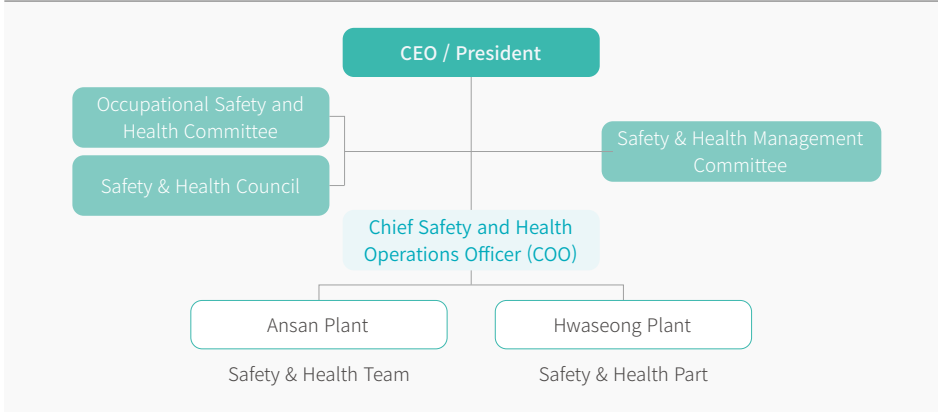 CEO / President
Occupational Safety and
Health Committee
Safety & Health Council
Safety & Health Management
Committee
Chief Safety and Health
Operations Officer (COO)
Ansan Plant
Hwaseong Plant
Safety & Health Team
Safety & Health Part